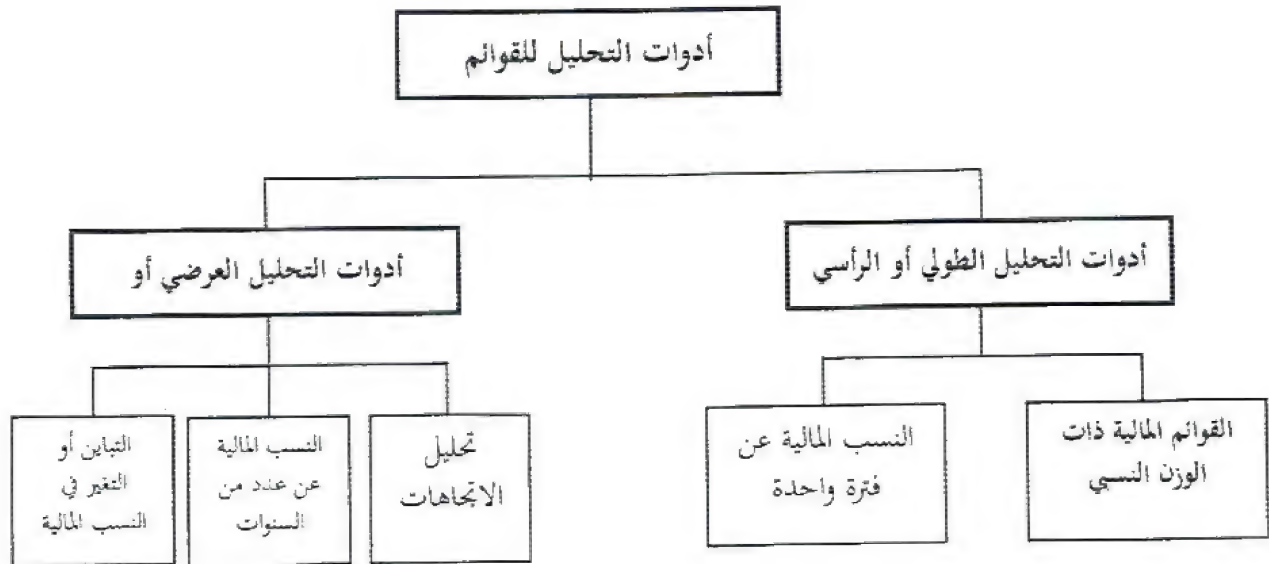 أدوات التحليل للقوائم
أدوات التحليل الطولي أو الرأسي
أدوات التحليل العرضي أو
القوائم المالية ذات
الوزن النسبي
النسب المالية عن
فترة واحدة
تحليل
الاتجاهات
النسب المالية
عن عدد من
السنوات
التباين أو
التغير في
النسب المالية